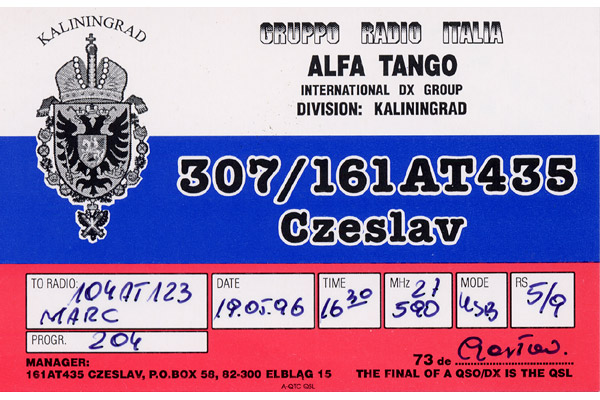 KALININGRAD
GRUPPO RADIO ITALIA
ALFA TANGO
INTERNATIONAL DX GROUP
DIVISION: KALININGRAD
307/161AT435
Czeslav
TO RADIO: 104AT123
MARC
DATE
19.05.96
TIME
16 30
MHz 27
590
MODE
USB
RS
5/9
PROGR. 204
MANAGER:
161AT435 CZESLAV, P.O.BOX 58, 82-300 ELBLĄG 15
73 de
THE FINAL OF A QSO/DX IS THE QSL
A-QTC QSL